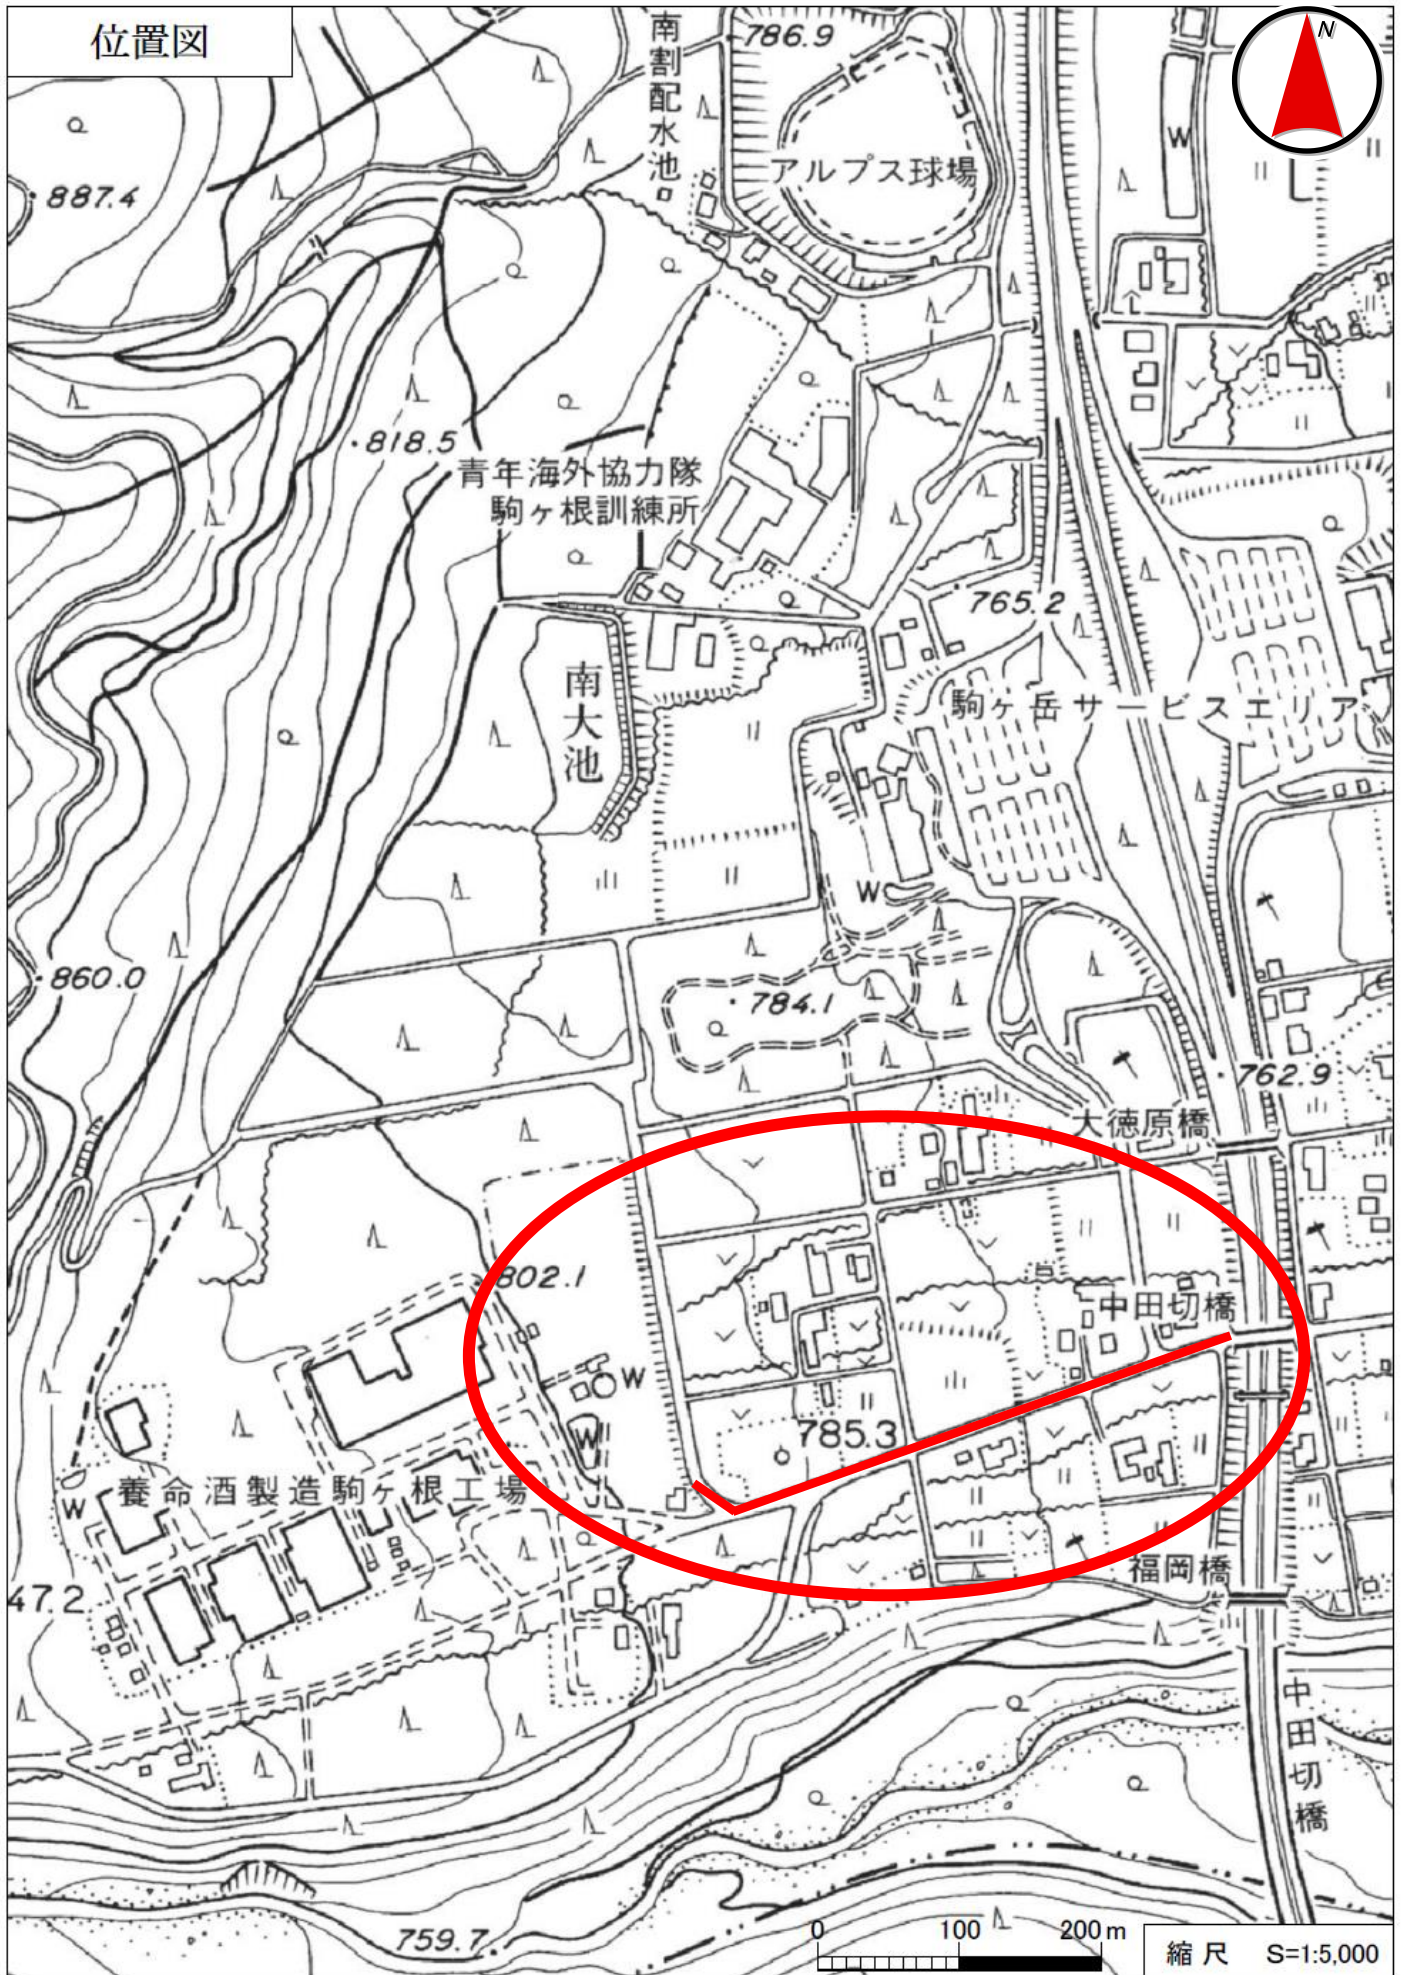 位置図
N
南割配水池
786.9
アルプス球場
W
887.4
818.5
青年海外協力隊
駒ヶ根訓練所
765.2
南大池
駒ヶ岳サービスエリア
W
860.0
784.1
762.9
大徳原橋
802.1
中田切橋
W
W
785.3
養命酒製造駒ヶ根工場
W
福岡橋
47.2
中田切橋
759.7
0 100 200m
縮尺 S=1:5,000